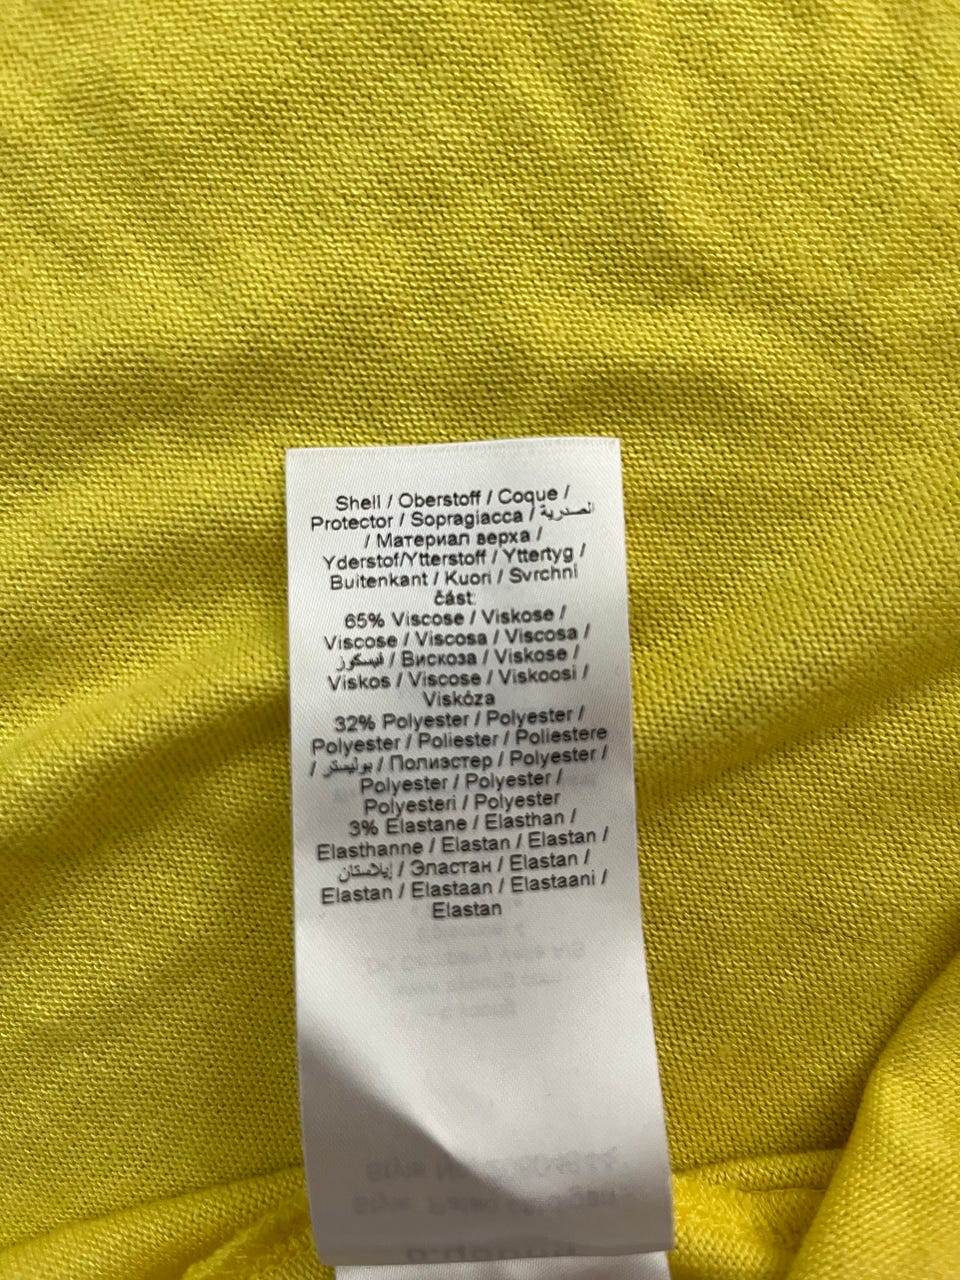 Shell / Oberstoff / Coque /
Protector / Sopragiacca / الصدرية
/ Материал верха /
Yderstof/Ytterstoff / Yttertyg /
Buitenkant / Kuori / Svrchni
část:
65% Viscose / Viskose /
Viscose / Viscosa / Viscosa /
فيسكوز / Вискоза / Viskose /
Viskos / Viscose / Viskoosi /
Viskóza
32% Polyester / Polyester /
Polyester / Poliester / Poliestere
/ بوليستر / Полиэстер / Polyester /
Polyester / Polyester /
Polyesteri / Polyester
3% Elastane / Elasthan /
Elasthanne / Elastan / Elastan /
إيلاستان / Эластан / Elastan /
Elastan / Elastaan / Elastaani /
Elastan